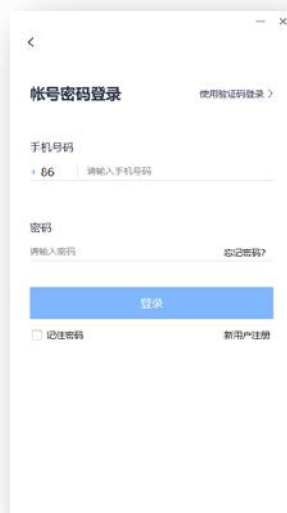 帐号密码登录
使用验证码登录 >
手机号码
+ 86 请输入手机号码
密码
请输入密码 忘记密码?
登录
记住密码 新用户注册